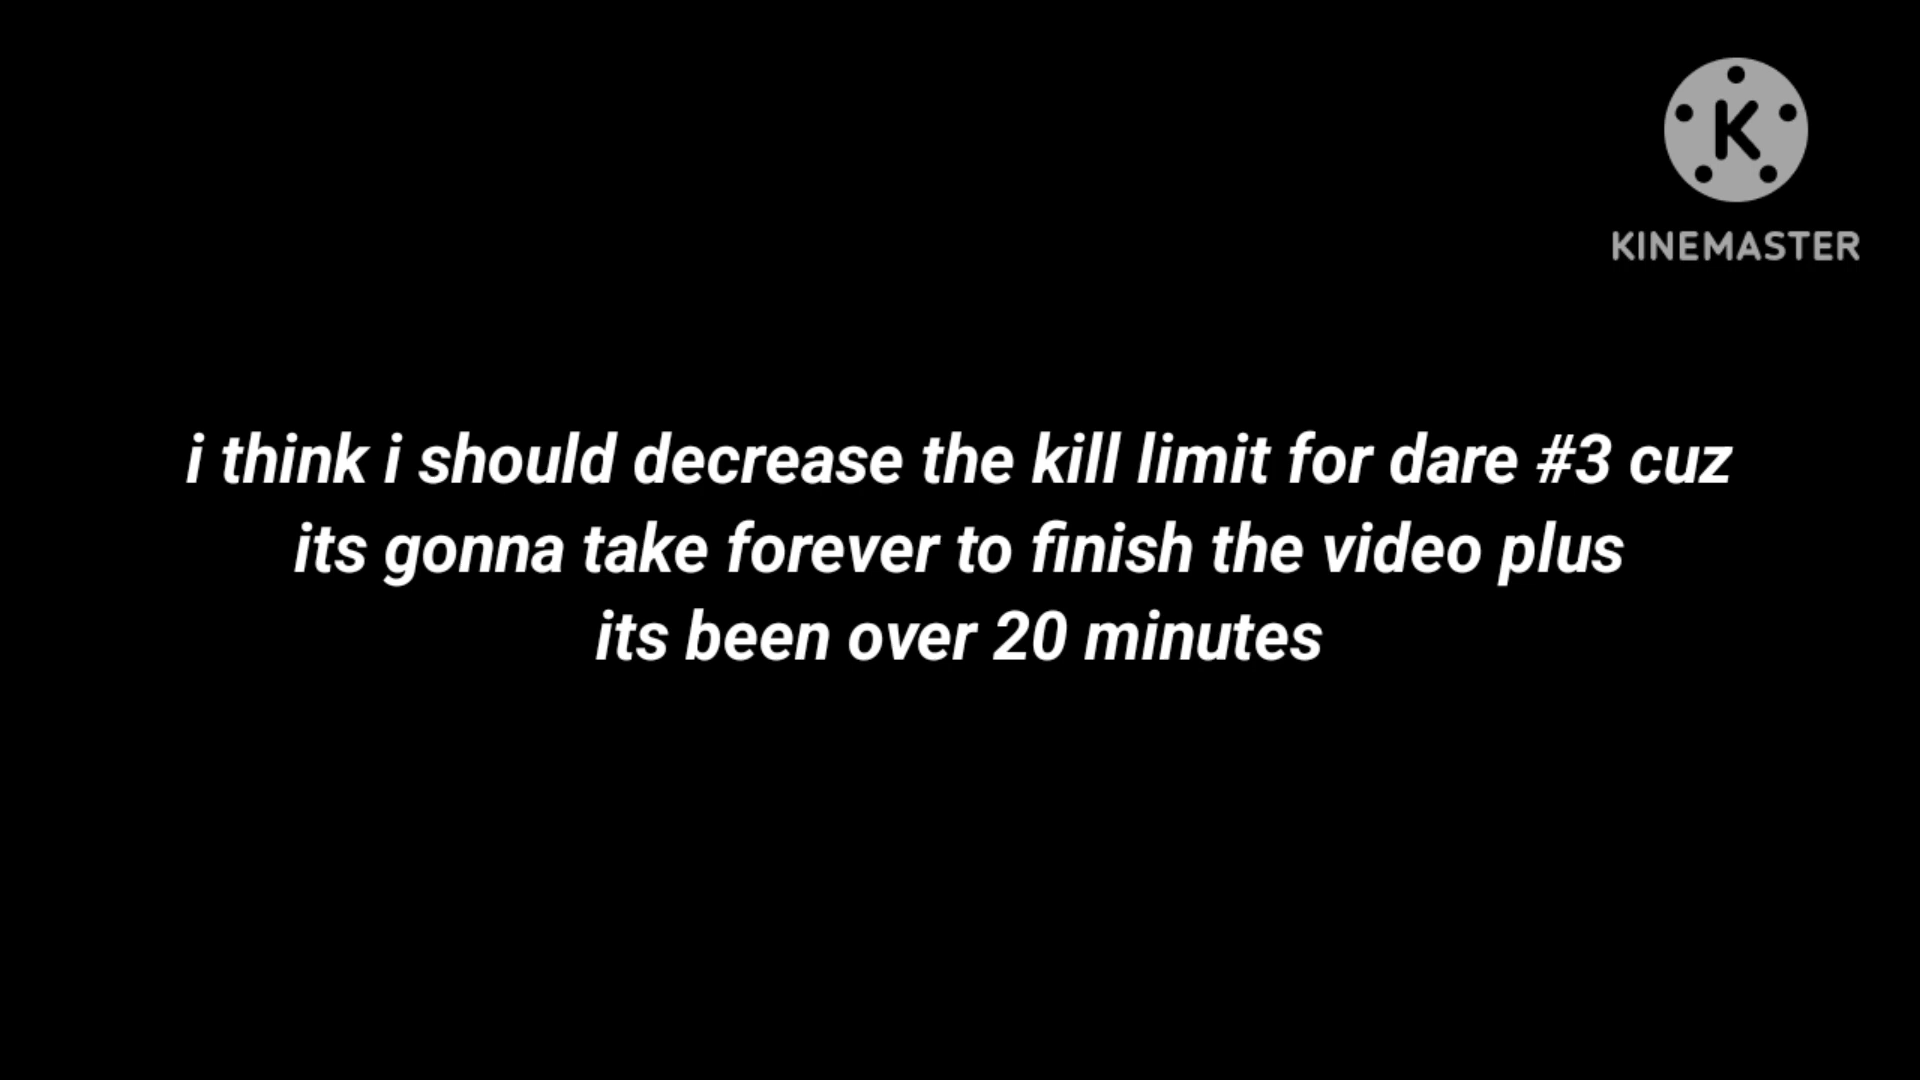 K
KINEMASTER
i think i should decrease the kill limit for dare #3 cuz
its gonna take forever to finish the video plus
its been over 20 minutes